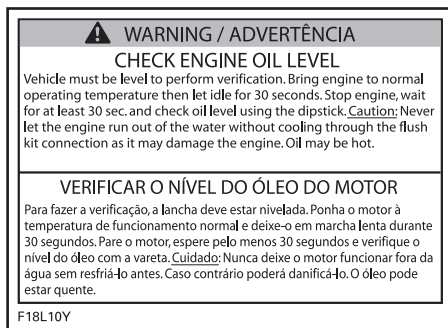 WARNING / ADVERTÊNCIA
CHECK ENGINE OIL LEVEL
Vehicle must be level to perform verification. Bring engine to normal
operating temperature then let idle for 30 seconds. Stop engine, wait
for at least 30 sec. and check oil level using the dipstick. Caution: Never
let the engine run out of the water without cooling through the flush
kit connection as it may damage the engine. Oil may be hot.
VERIFICAR O NÍVEL DO ÓLEO DO MOTOR
Para fazer a verificação, a lancha deve estar nivelada. Ponha o motor à
temperatura de funcionamento normal e deixe-o em marcha lenta durante
30 segundos. Pare o motor, espere pelo menos 30 segundos e verifique o
nível do óleo com a vareta. Cuidado: Nunca deixe o motor funcionar fora da
água sem resfriá-lo antes. Caso contrário poderá danificá-lo. O óleo pode
estar quente.
F18L10Y